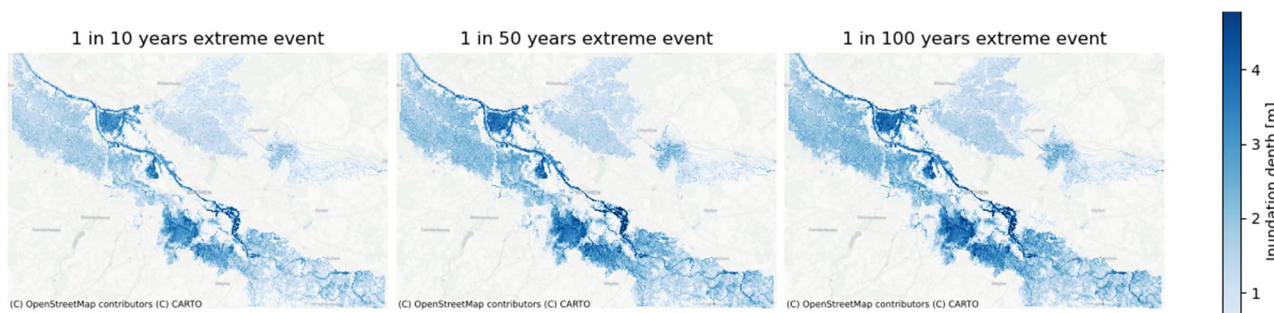 1 in 10 years extreme event
1 in 50 years extreme event
1 in 100 years extreme event
(C) OpenStreetMap contributors (C) CARTO
(C) OpenStreetMap contributors (C) CARTO
(C) OpenStreetMap contributors (C) CARTO
4
3
2
1
Inundation depth [m]